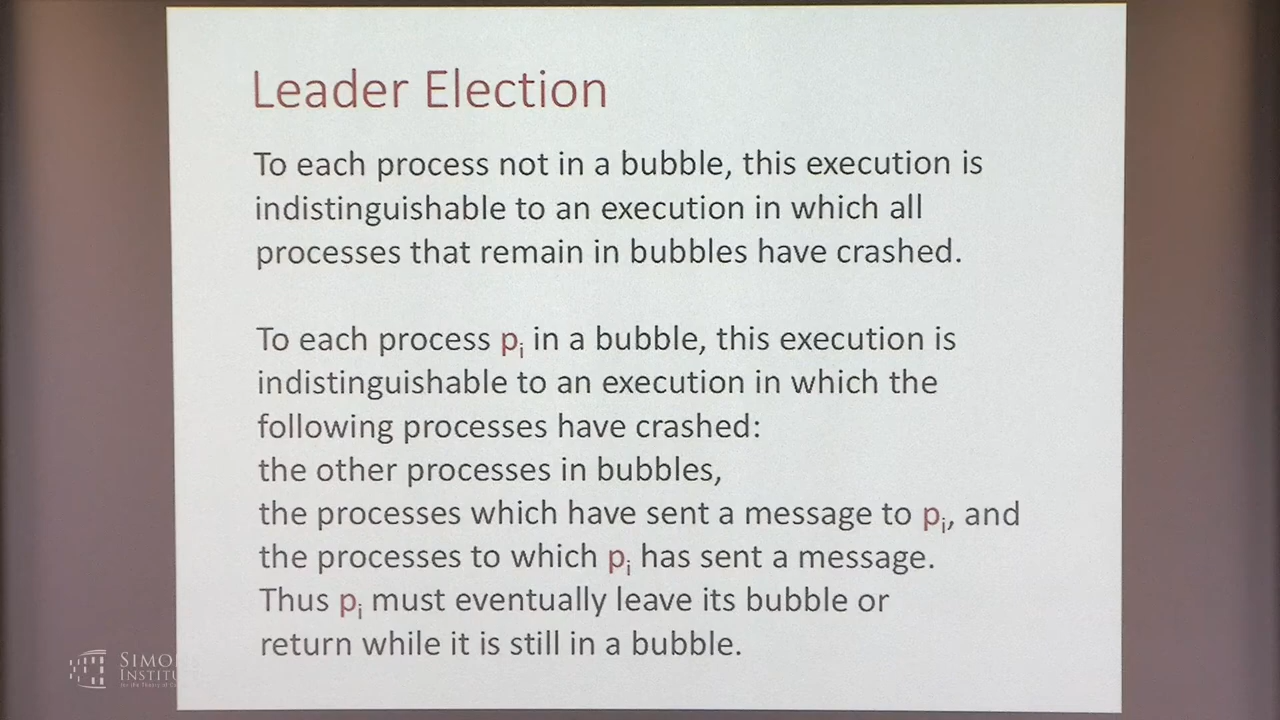 Leader Election
To each process not in a bubble, this execution is
indistinguishable to an execution in which all
processes that remain in bubbles have crashed.
To each process pᵢ in a bubble, this execution is
indistinguishable to an execution in which the
following processes have crashed:
the other processes in bubbles,
the processes which have sent a message to pᵢ, and
the processes to which pᵢ has sent a message.
Thus pᵢ must eventually leave its bubble or
return while it is still in a bubble.